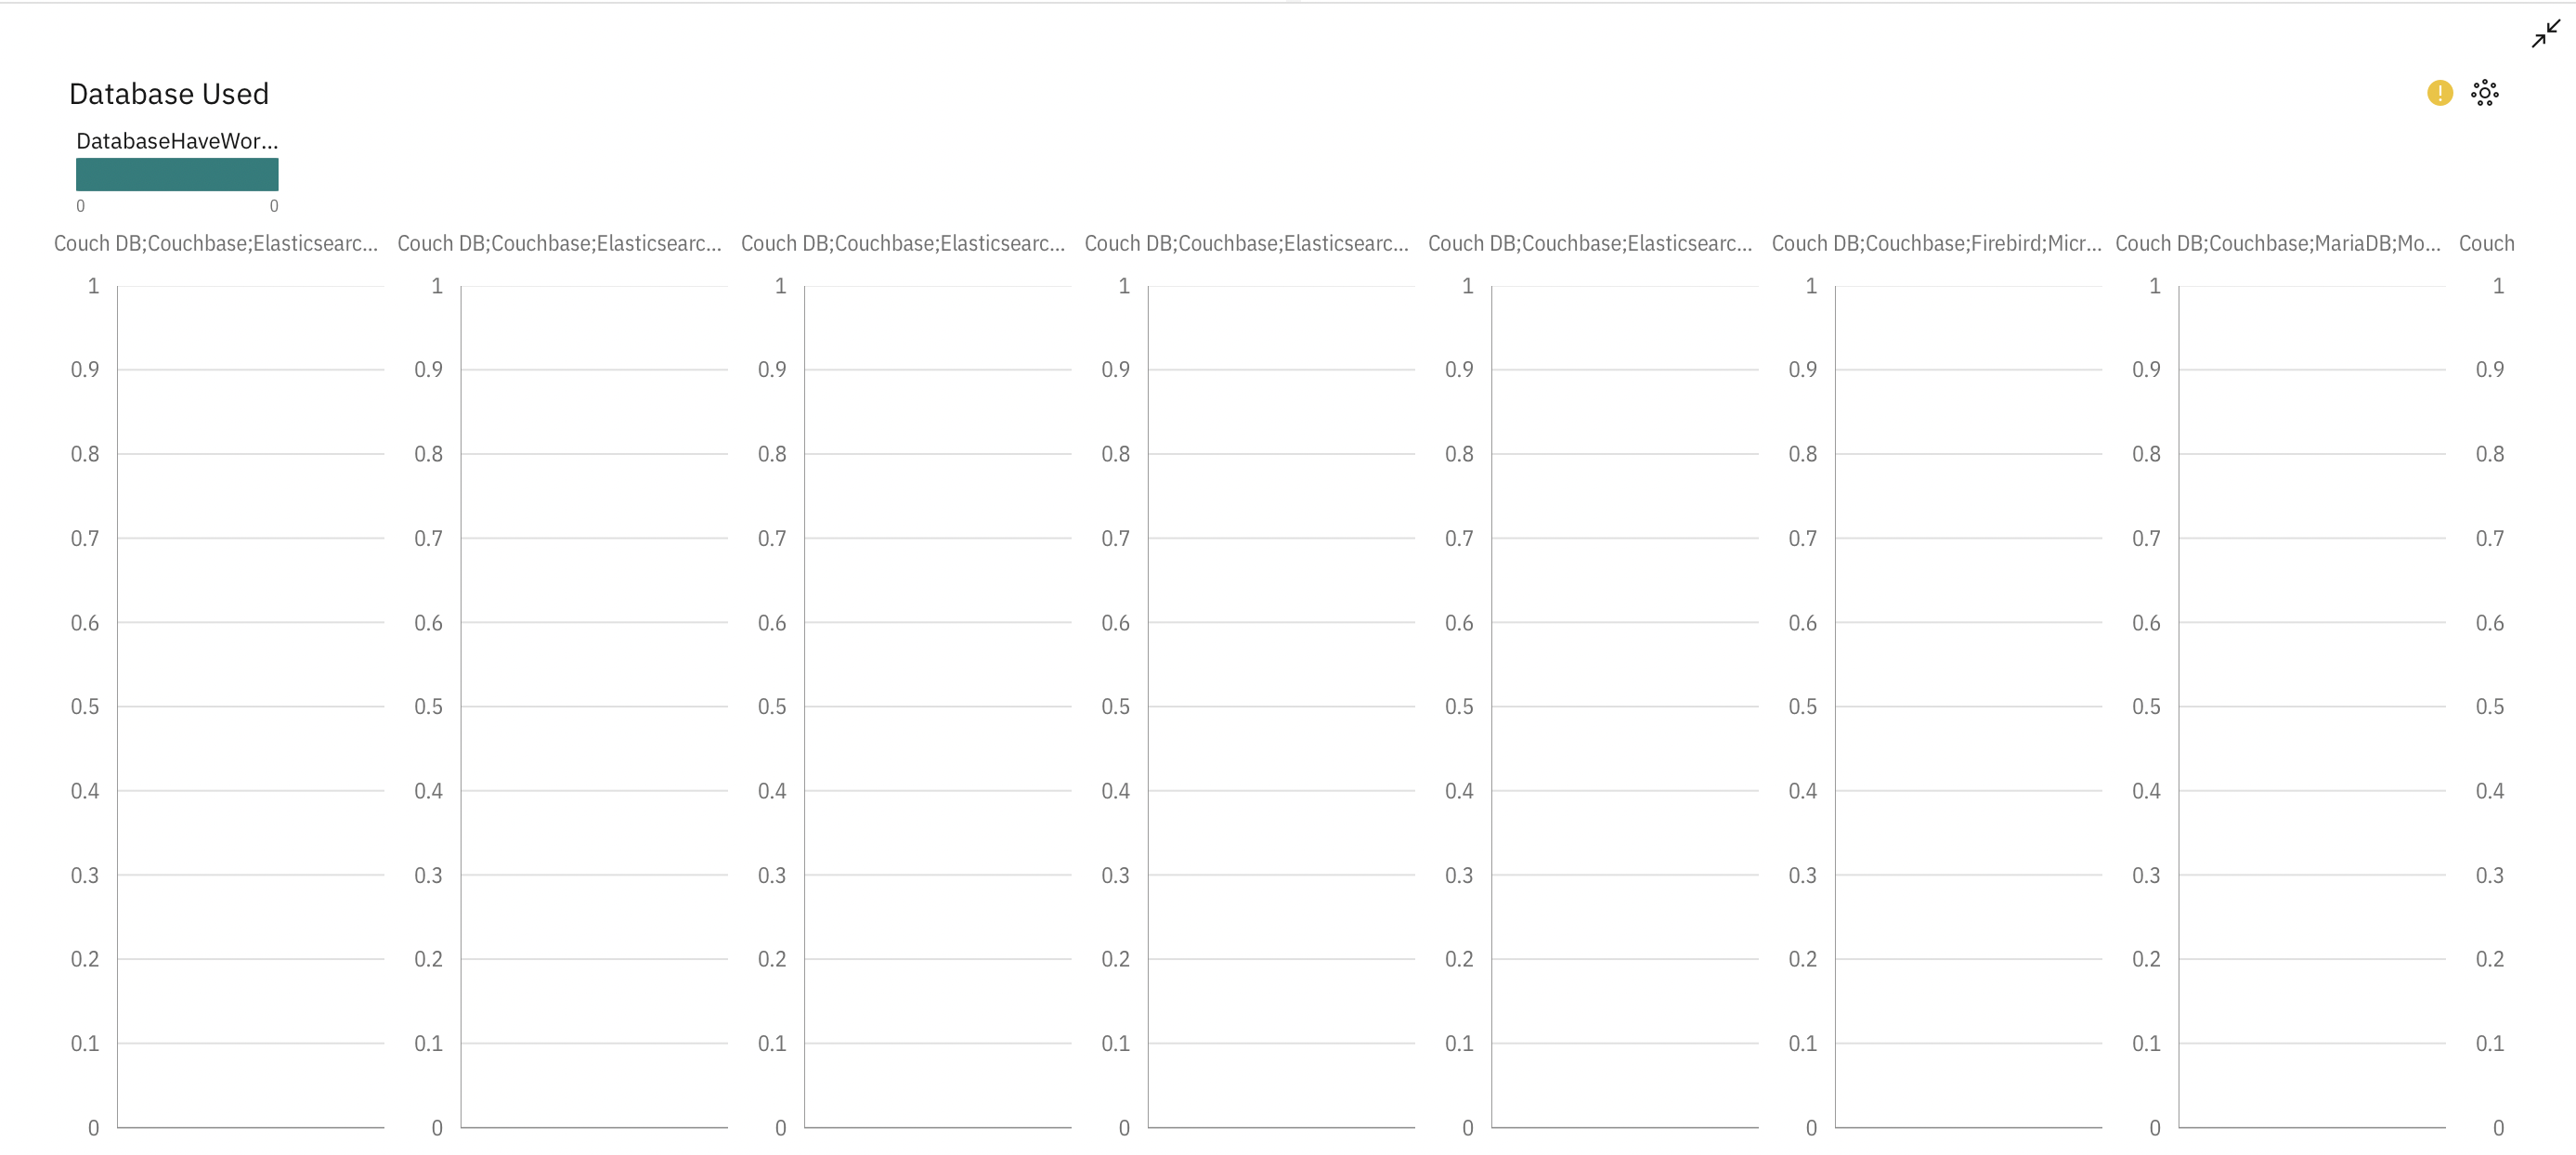 Database Used
!
DatabaseHaveWor...
0 0
Couch DB;Couchbase;Elasticsearc... Couch DB;Couchbase;Elasticsearc... Couch DB;Couchbase;Elasticsearc... Couch DB;Couchbase;Elasticsearc... Couch DB;Couchbase;Elasticsearc... Couch DB;Couchbase;Firebird;Micr... Couch DB;Couchbase;MariaDB;Mo... Couch
1 1 1 1 1 1 1 1
0.9 0.9 0.9 0.9 0.9 0.9 0.9 0.9
0.8 0.8 0.8 0.8 0.8 0.8 0.8 0.8
0.7 0.7 0.7 0.7 0.7 0.7 0.7 0.7
0.6 0.6 0.6 0.6 0.6 0.6 0.6 0.6
0.5 0.5 0.5 0.5 0.5 0.5 0.5 0.5
0.4 0.4 0.4 0.4 0.4 0.4 0.4 0.4
0.3 0.3 0.3 0.3 0.3 0.3 0.3 0.3
0.2 0.2 0.2 0.2 0.2 0.2 0.2 0.2
0.1 0.1 0.1 0.1 0.1 0.1 0.1 0.1
0 0 0 0 0 0 0 0